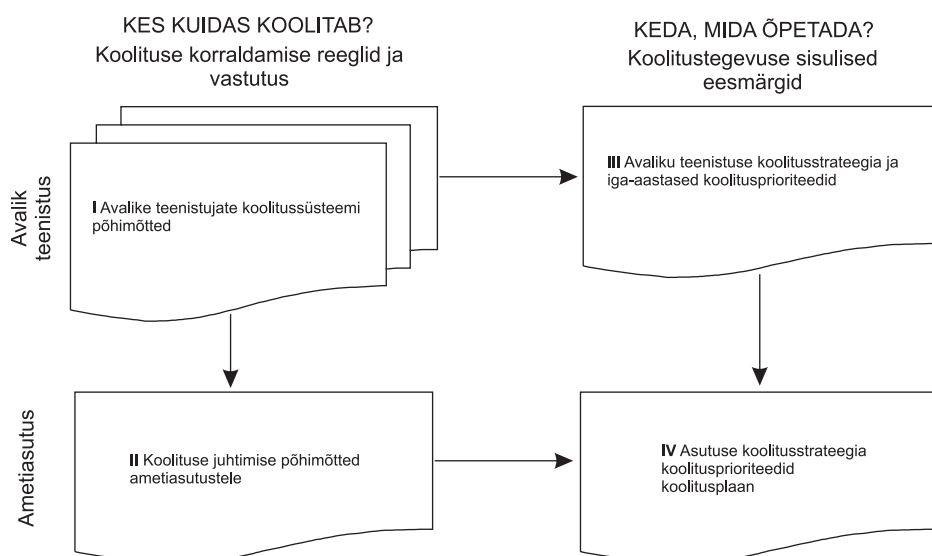 KES KUIDAS KOOLITAB?
Koolituse korraldamise reeglid ja
vastutus
KEDA, MIDA ÕPETADA?
Koolitustegevuse sisulised
eesmärgid
Avalik
teenistus
I Avalike teenistujate koolitussüsteemi
põhimõtted
III Avaliku teenistuse koolitusstrateegia ja
iga-aastased koolitusprioriteedid
Ametiasutus
II Koolituse juhtimise põhimõtted
ametiasutustele
IV Asutuse koolitusstrateegia
koolitusprioriteedid
koolitusplaan